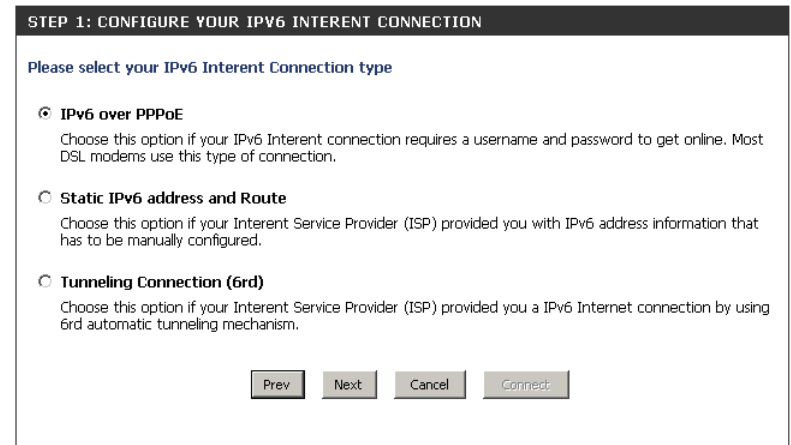 STEP 1: CONFIGURE YOUR IPV6 INTERENT CONNECTION
Please select your IPv6 Interent Connection type
IPv6 over PPPoE
Choose this option if your IPv6 Interent connection requires a username and password to get online. Most
DSL modems use this type of connection.
Static IPv6 address and Route
Choose this option if your Interent Service Provider (ISP) provided you with IPv6 address information that
has to be manually configured.
Tunneling Connection (6rd)
Choose this option if your Interent Service Provider (ISP) provided you a IPv6 Internet connection by using
6rd automatic tunneling mechanism.
Prev Next Cancel Connect